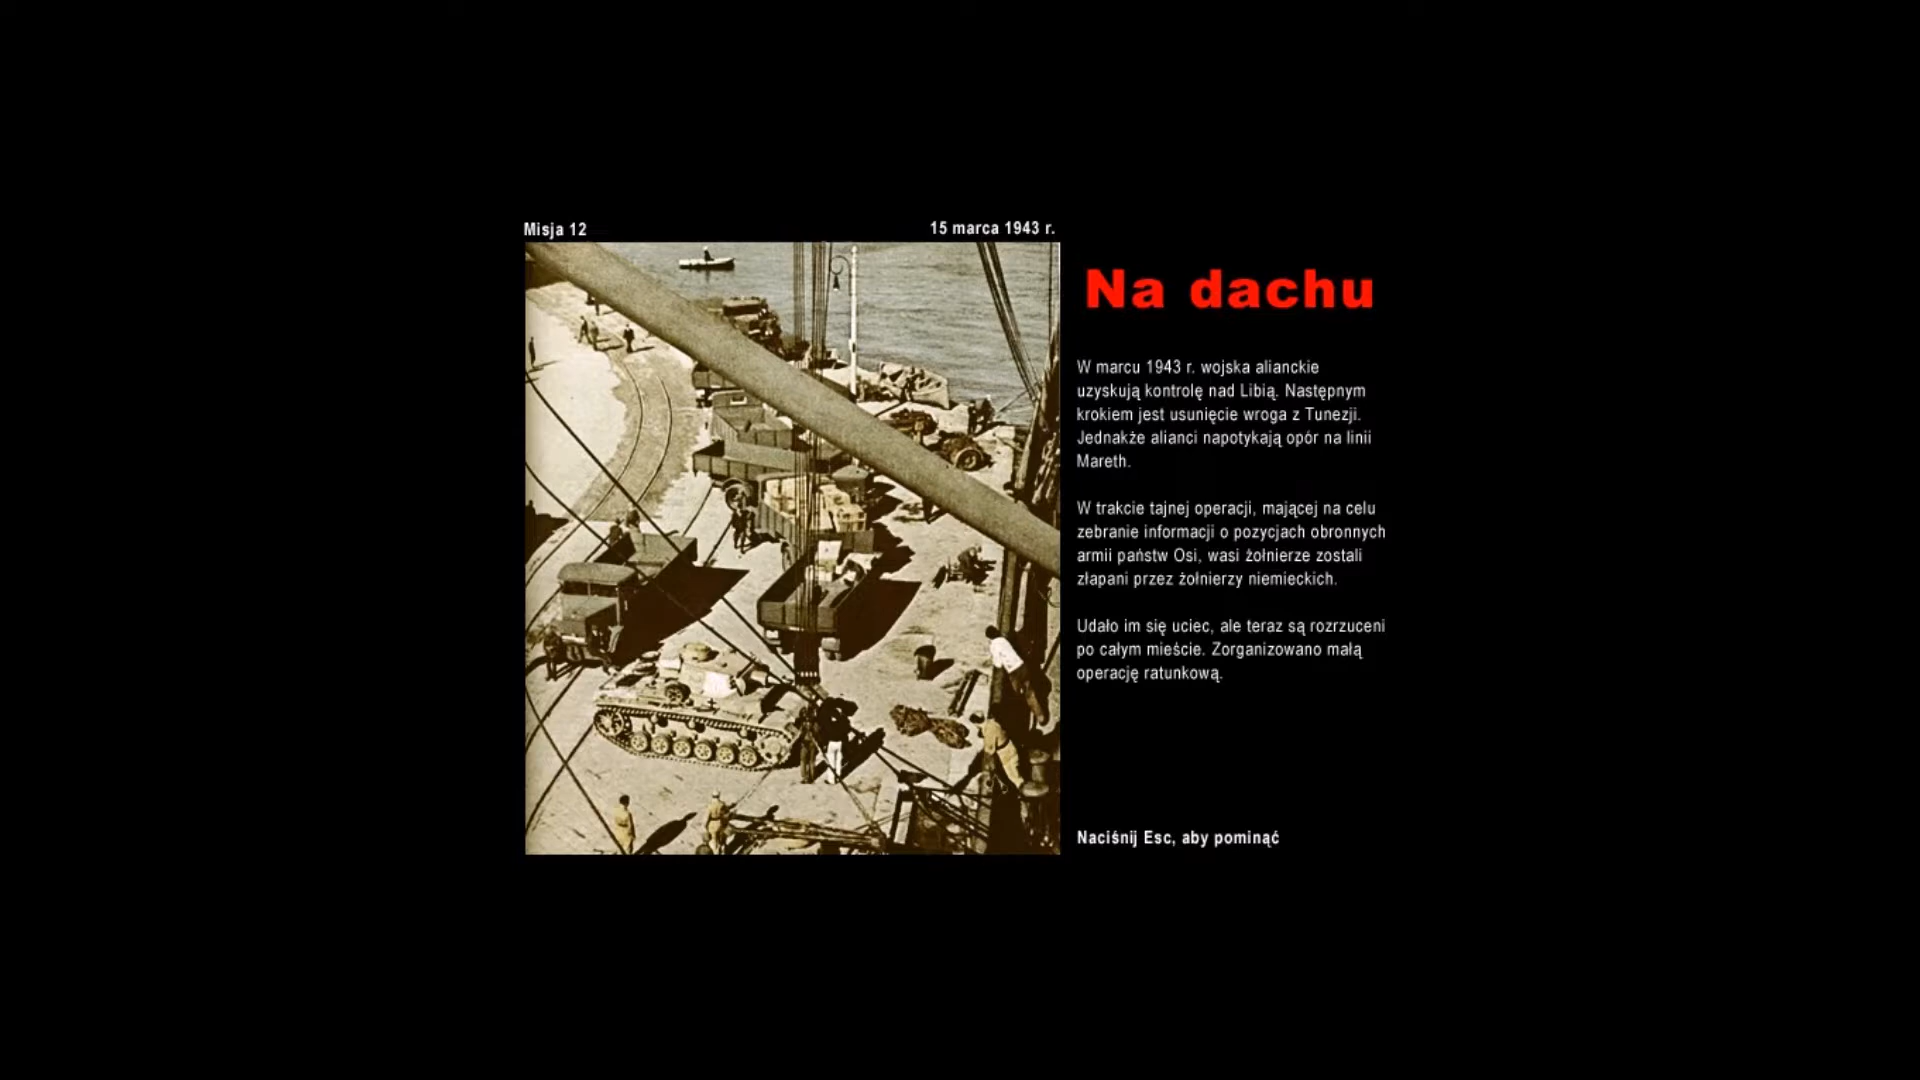 Misja 12
15 marca 1943 r.
Na dachu
W marcu 1943 r. wojska alianckie
uzyskują kontrolę nad Libią. Następnym
krokiem jest usunięcie wroga z Tunezji.
Jednakże alianci napotykają opór na linii
Mareth.
W trakcie tajnej operacji, mającej na celu
zebranie informacji o pozycjach obronnych
armii państw Osi, wasi żołnierze zostali
złapani przez żołnierzy niemieckich.
Udało im się uciec, ale teraz są rozrzuceni
po całym mieście. Zorganizowano małą
operację ratunkową.
Naciśnij Esc, aby pominąć